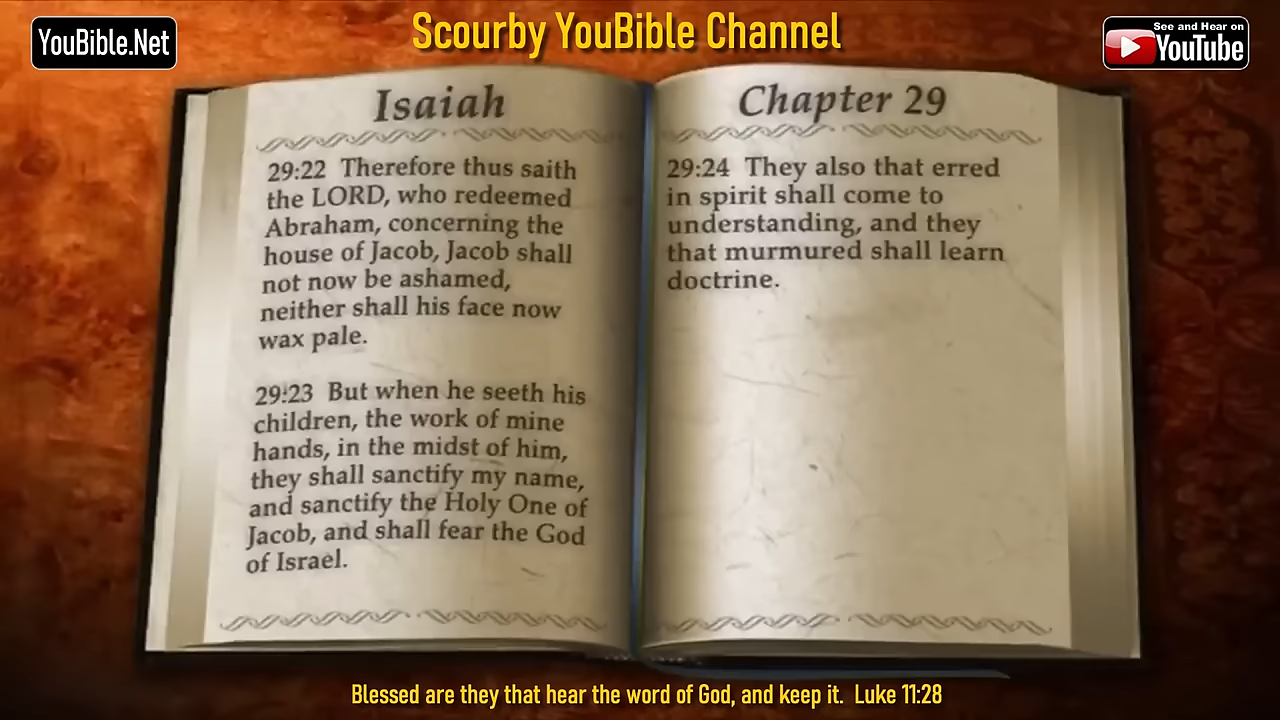 YouBible.Net
Scourby YouBible Channel
See and Hear on
YouTube
Isaiah
29:22 Therefore thus saith
the LORD, who redeemed
Abraham, concerning the
house of Jacob, Jacob shall
not now be ashamed,
neither shall his face now
wax pale.
29:23 But when he seeth his
children, the work of mine
hands, in the midst of him,
they shall sanctify my name,
and sanctify the Holy One of
Jacob, and shall fear the God
of Israel.
Chapter 29
29:24 They also that erred
in spirit shall come to
understanding, and they
that murmured shall learn
doctrine.
Blessed are they that hear the word of God, and keep it. Luke 11:28